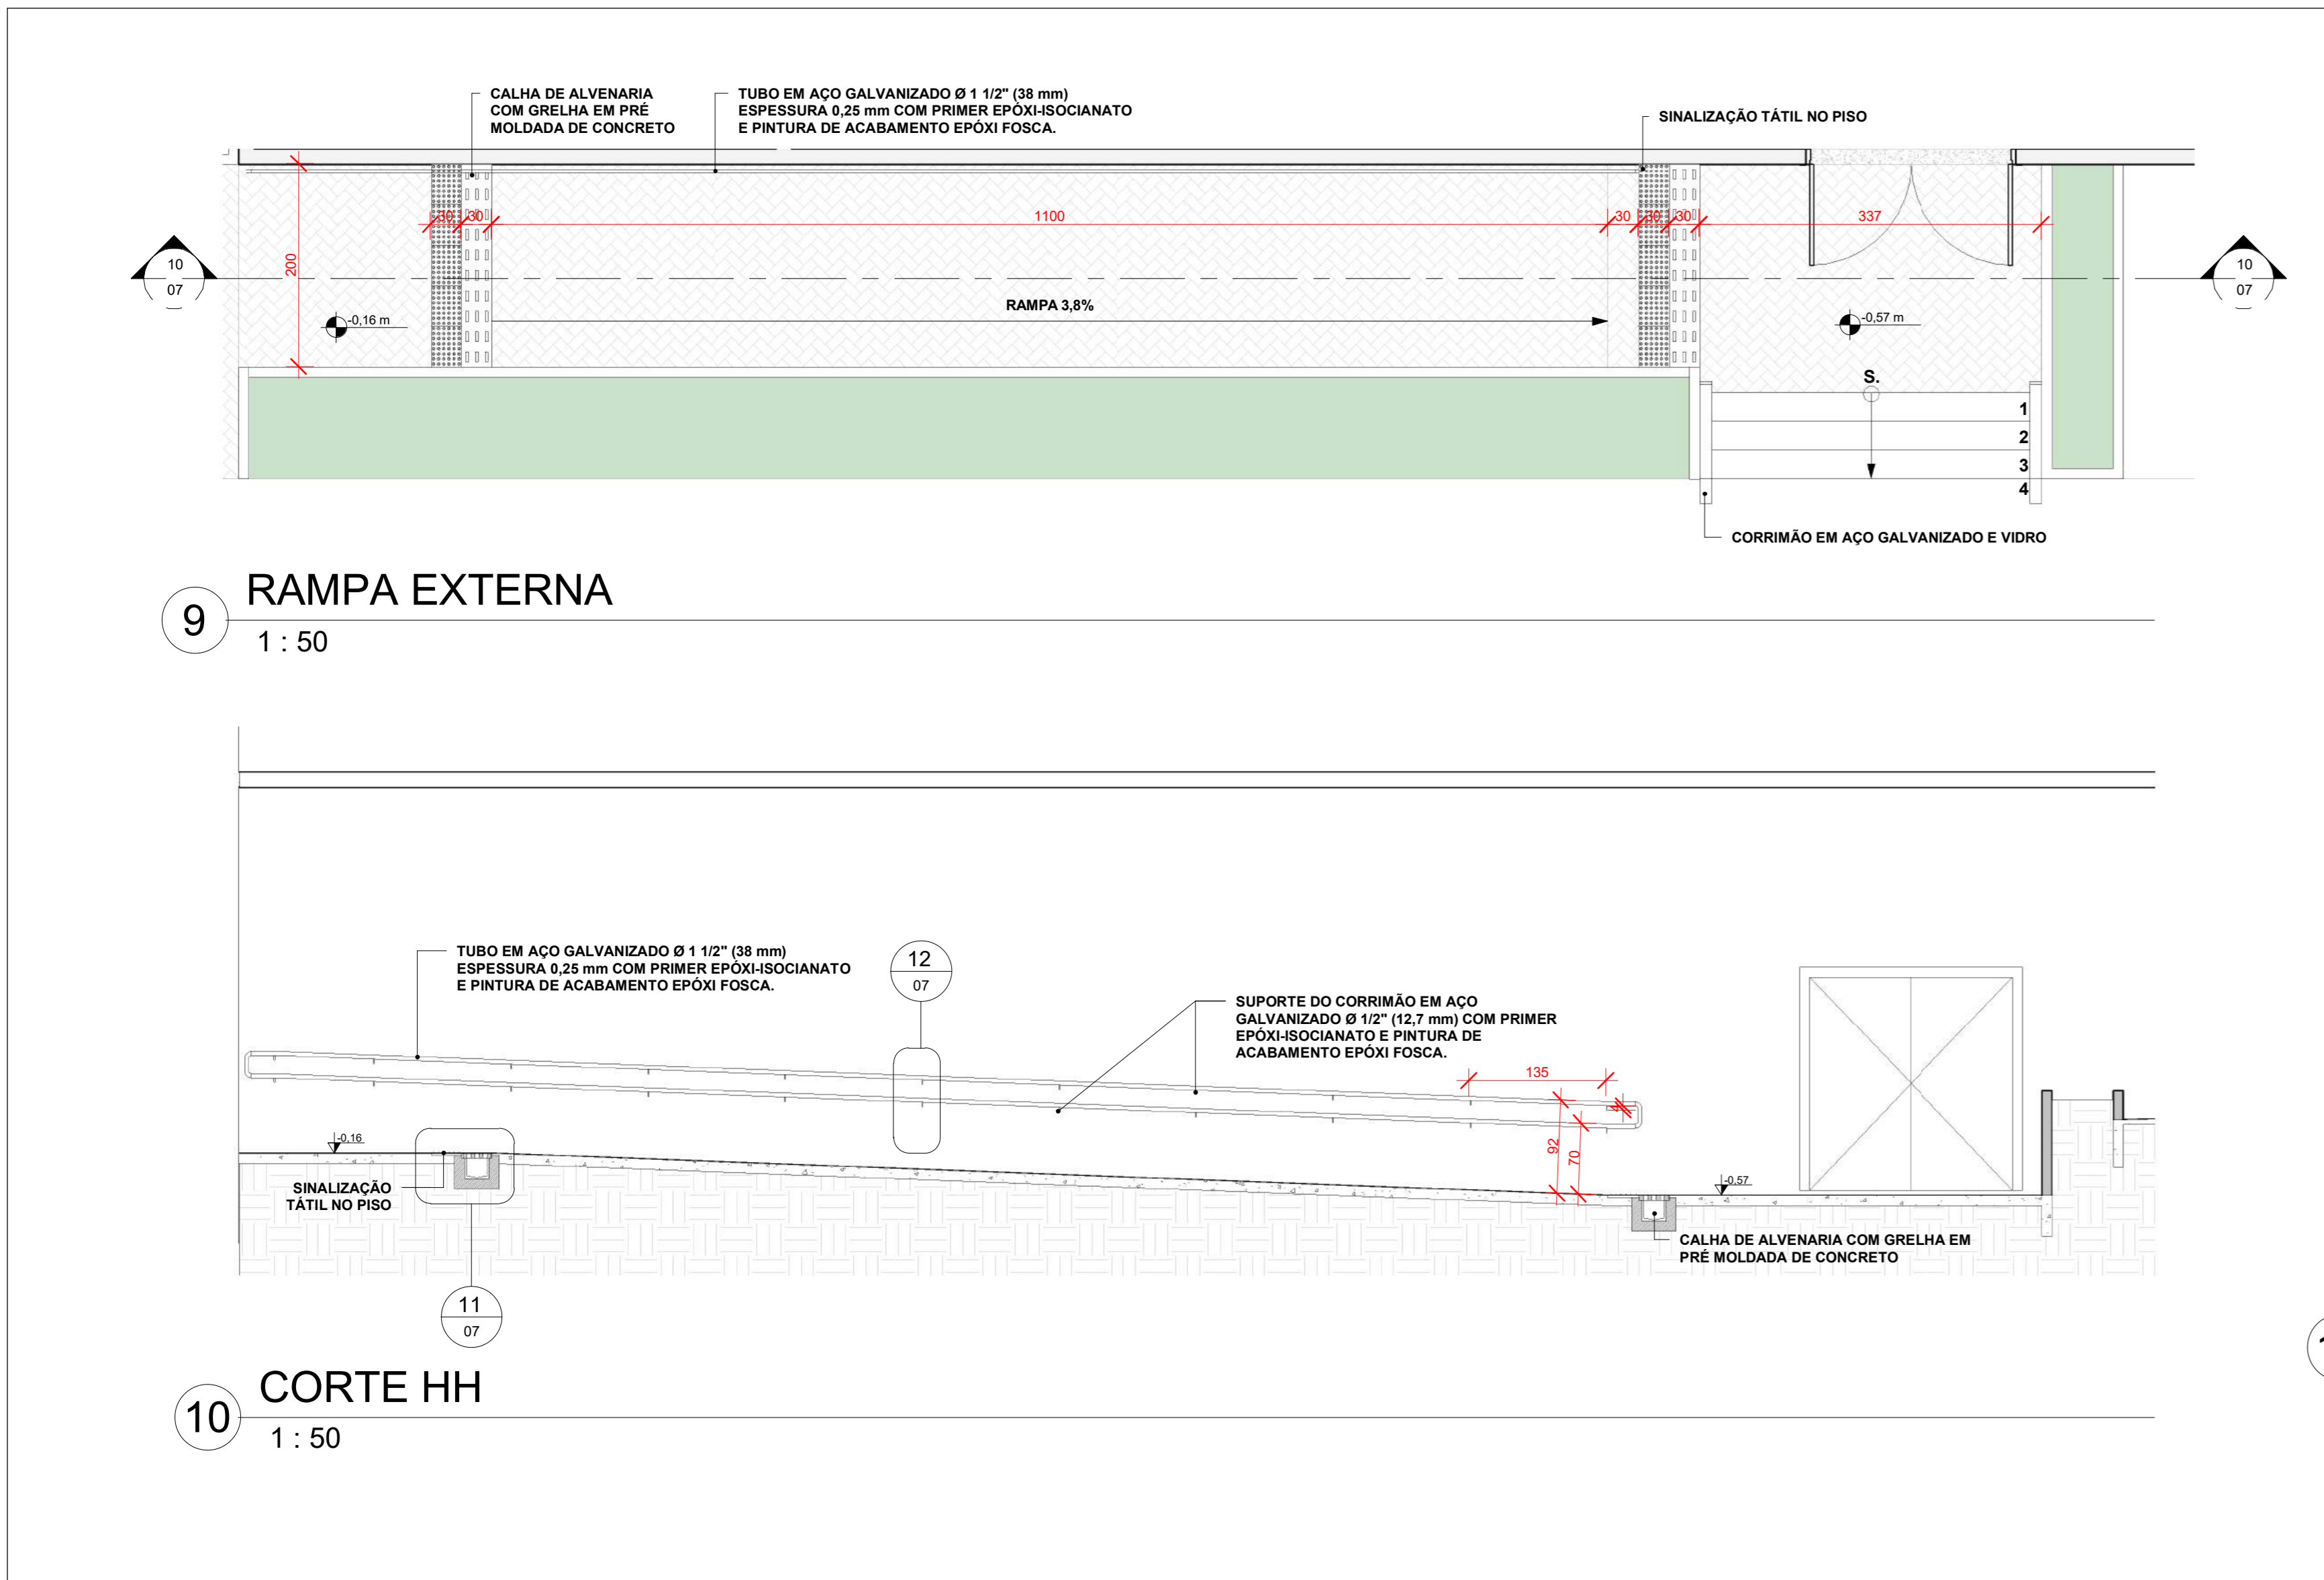 CALHA DE ALVENARIA
COM GRELHA EM PRÉ
MOLDADA DE CONCRETO
TUBO EM AÇO GALVANIZADO Ø 1 1/2" (38 mm)
ESPESSURA 0,25 mm COM PRIMER EPÓXI-ISOCIANATO
E PINTURA DE ACABAMENTO EPÓXI FOSCA.
SINALIZAÇÃO TÁTIL NO PISO
30
30
1100
30
30
30
337
200
10
07
10
07
RAMPA 3,8%
-0,16 m
-0,57 m
S.
1
2
3
4
CORRIMÃO EM AÇO GALVANIZADO E VIDRO
9
RAMPA EXTERNA
1 : 50
TUBO EM AÇO GALVANIZADO Ø 1 1/2" (38 mm)
ESPESSURA 0,25 mm COM PRIMER EPÓXI-ISOCIANATO
E PINTURA DE ACABAMENTO EPÓXI FOSCA.
12
07
SUPORTE DO CORRIMÃO EM AÇO
GALVANIZADO Ø 1/2" (12,7 mm) COM PRIMER
EPÓXI-ISOCIANATO E PINTURA DE
ACABAMENTO EPÓXI FOSCA.
135
92
70
-0,16
-0,57
SINALIZAÇÃO
TÁTIL NO PISO
CALHA DE ALVENARIA COM GRELHA EM
PRÉ MOLDADA DE CONCRETO
11
07
10
CORTE HH
1 : 50